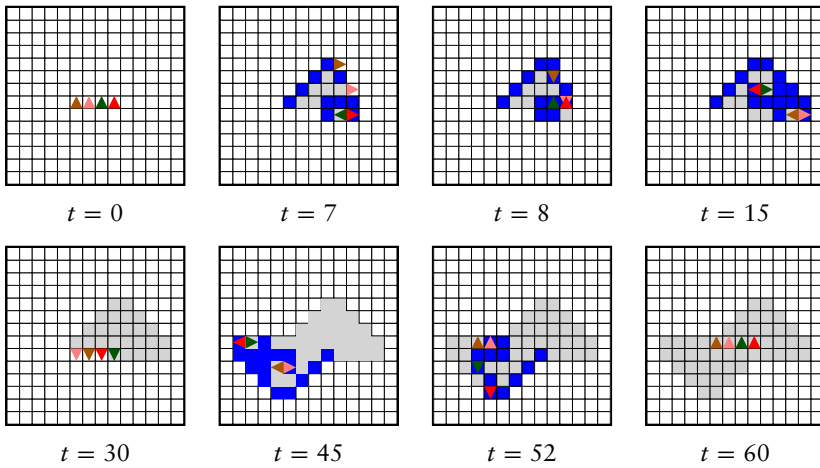 t = 0 t = 7 t = 8 t = 15
t = 30 t = 45 t = 52 t = 60